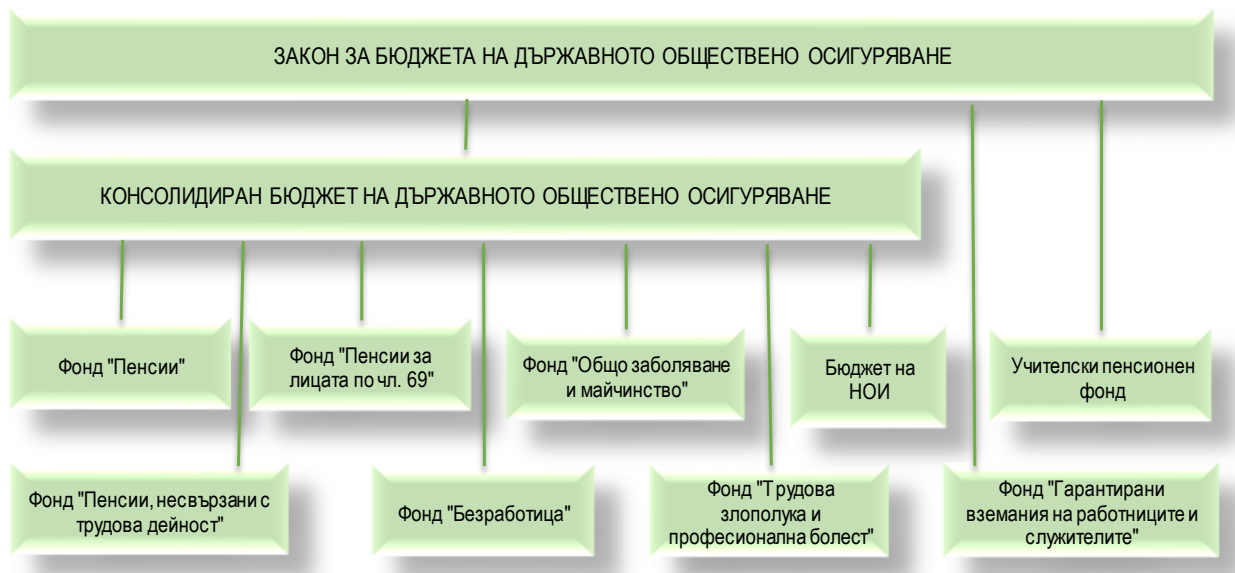 ЗАКОН ЗА БЮДЖЕТА НА ДЪРЖАВНОТО ОБЩЕСТВЕНО ОСИГУРЯВАНЕ
КОНСОЛИДИРАН БЮДЖЕТ НА ДЪРЖАВНОТО ОБЩЕСТВЕНО ОСИГУРЯВАНЕ
Фонд "Пенсии"
Фонд "Пенсии за
лицата по чл. 69"
Фонд "Общо заболяване
и майчинство"
Бюджет на
НОИ
Учителски пенсионен
фонд
Фонд "Пенсии, несвързани с
трудова дейност"
Фонд "Безработица"
Фонд "Трудова
злополука и
професионална болест"
Фонд "Гарантирани
вземания на работниците и
служителите"